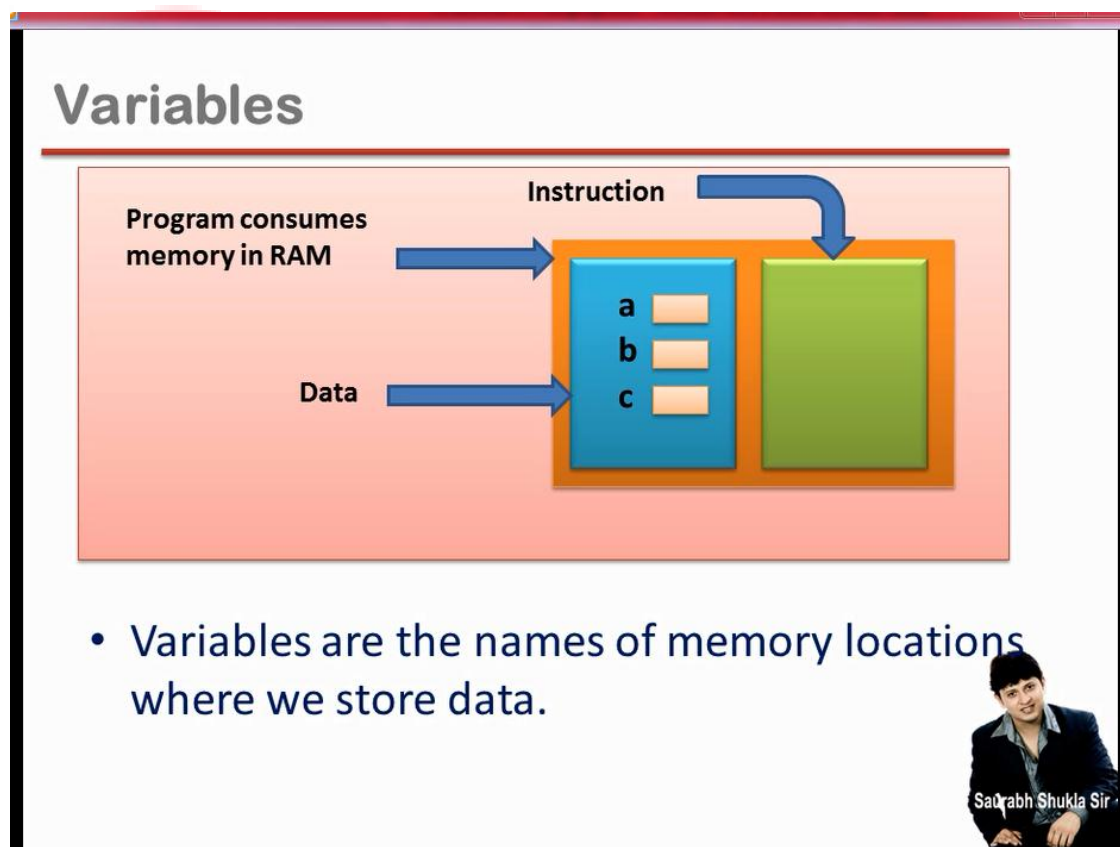 Variables
Instruction
Program consumes
memory in RAM
a
b
c
Data
• Variables are the names of memory locations
where we store data.
Saurabh Shukla Sir